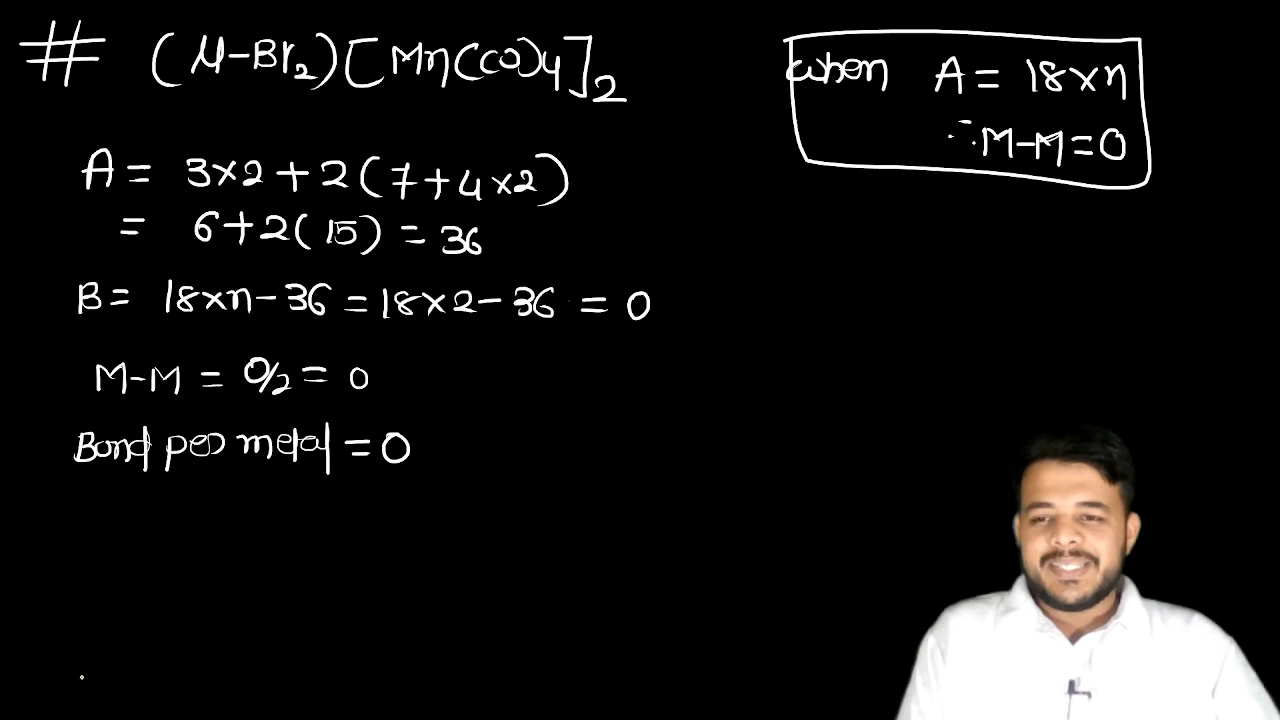 # (μ-Br₂)[Mn(CO)4]₂
when A = 18×n
∴ M-M = 0
A = 3×2 + 2(7+4×2)
= 6+2(15) = 36
B = 18×n - 36 = 18×2 - 36 = 0
M-M = 0/2 = 0
Bond per metal = 0